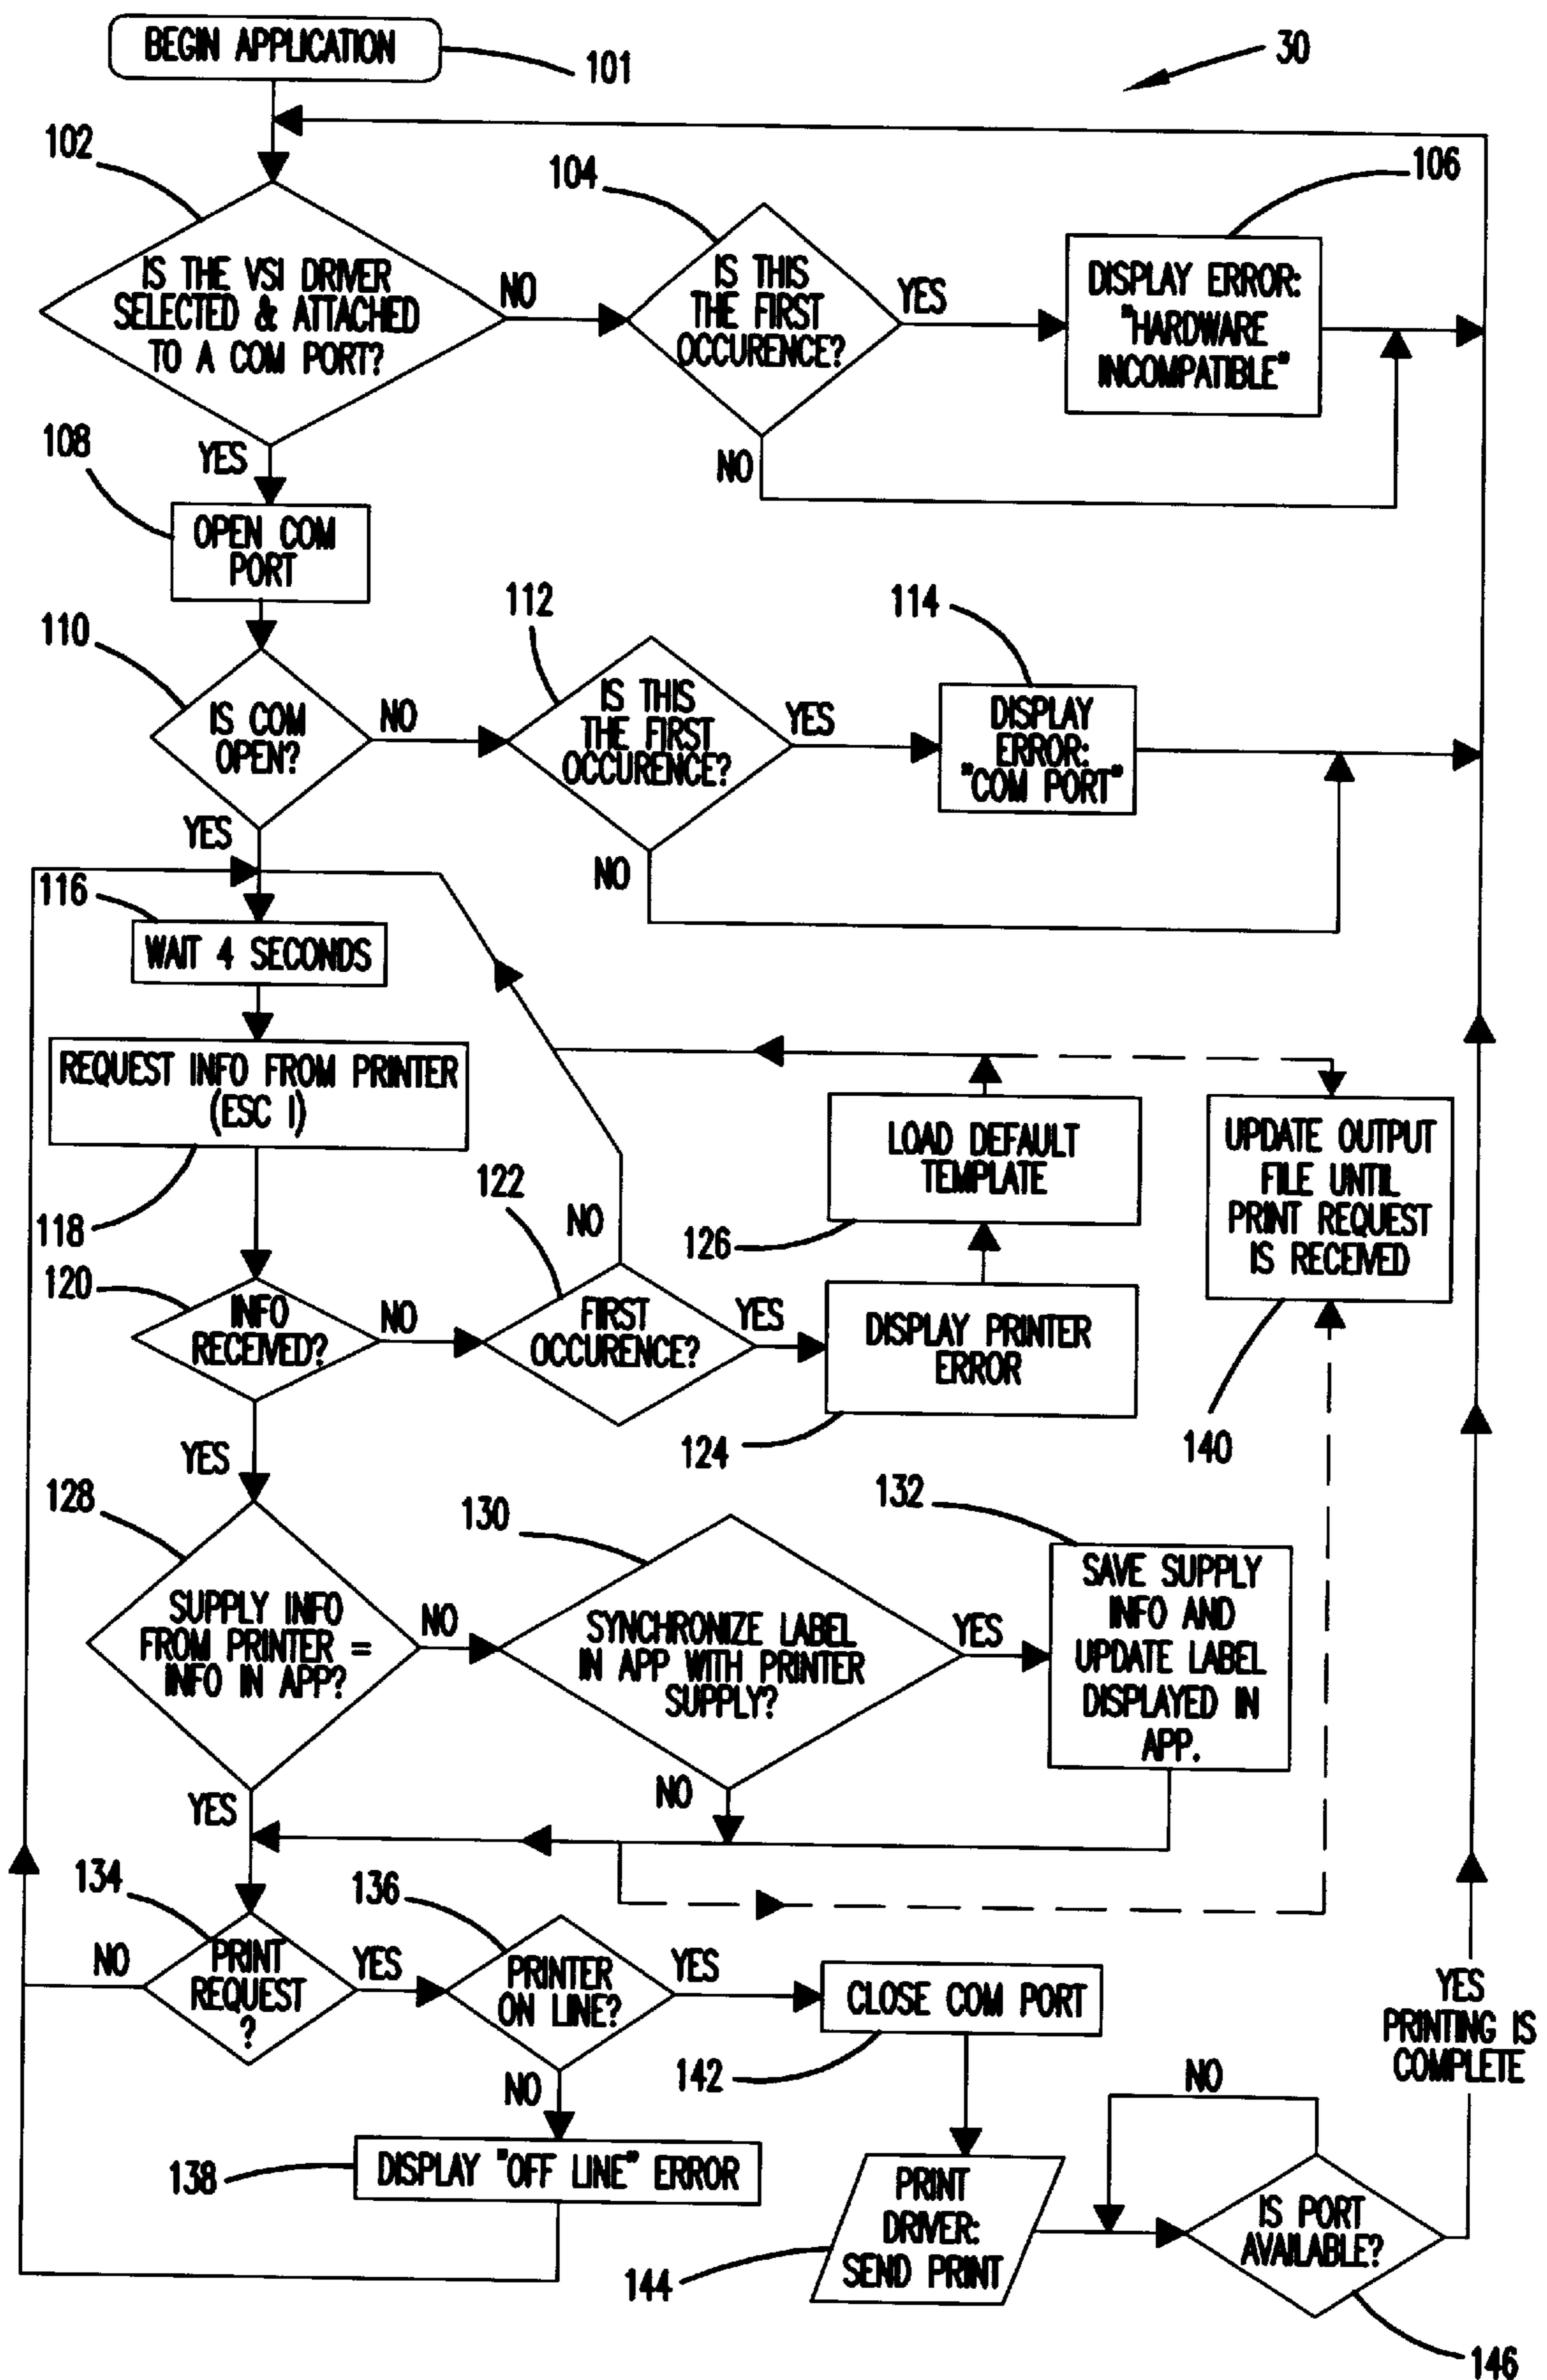 BEGIN APPLICATION
101
30
102
IS THE VSI DRIVER
SELECTED & ATTACHED
TO A COM PORT?
NO
104
IS THIS
THE FIRST
OCCURENCE?
YES
NO
106
DISPLAY ERROR:
"HARDWARE
INCOMPATIBLE"
YES
108
OPEN COM
PORT
110
IS COM
OPEN?
NO
112
IS THIS
THE FIRST
OCCURENCE?
YES
NO
114
DISPLAY
ERROR:
"COM PORT"
YES
116
WAIT 4 SECONDS
REQUEST INFO FROM PRINTER
(ESC I)
118
120
INFO
RECEIVED?
NO
122
NO
FIRST
OCCURENCE?
YES
LOAD DEFAULT
TEMPLATE
126
DISPLAY PRINTER
ERROR
124
UPDATE OUTPUT
FILE UNTIL
PRINT REQUEST
IS RECEIVED
140
YES
128
SUPPLY INFO
FROM PRINTER =
INFO IN APP?
NO
130
SYNCHRONIZE LABEL
IN APP WITH PRINTER
SUPPLY?
YES
NO
132
SAVE SUPPLY
INFO AND
UPDATE LABEL
DISPLAYED IN
APP.
YES
134
NO
PRINT
REQUEST
?
YES
136
PRINTER
ON LINE?
YES
NO
CLOSE COM PORT
142
138
DISPLAY "OFF LINE" ERROR
PRINT
DRIVER:
SEND PRINT
144
NO
IS PORT
AVAILABLE?
146
YES
PRINTING IS
COMPLETE